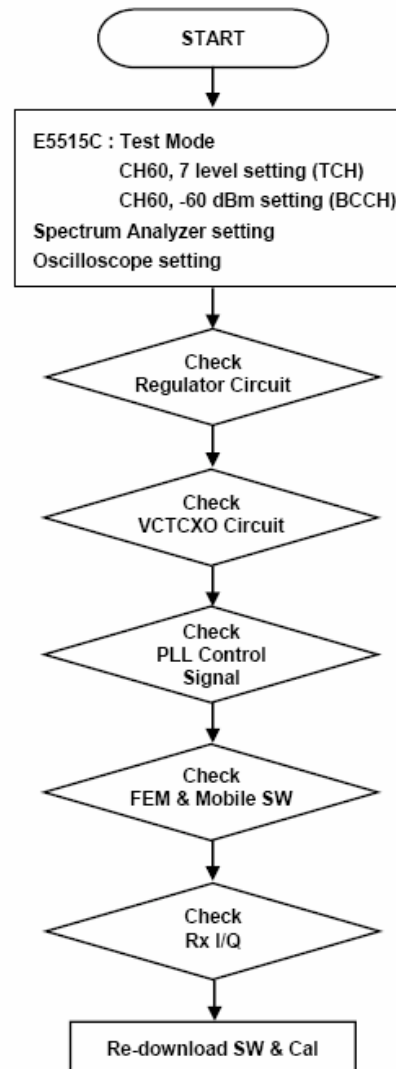 START
E5515C : Test Mode
CH60, 7 level setting (TCH)
CH60, -60 dBm setting (BCCH)
Spectrum Analyzer setting
Oscilloscope setting
Check
Regulator Circuit
Check
VCTCXO Circuit
Check
PLL Control
Signal
Check
FEM & Mobile SW
Check
Rx I/Q
Re-download SW & Cal